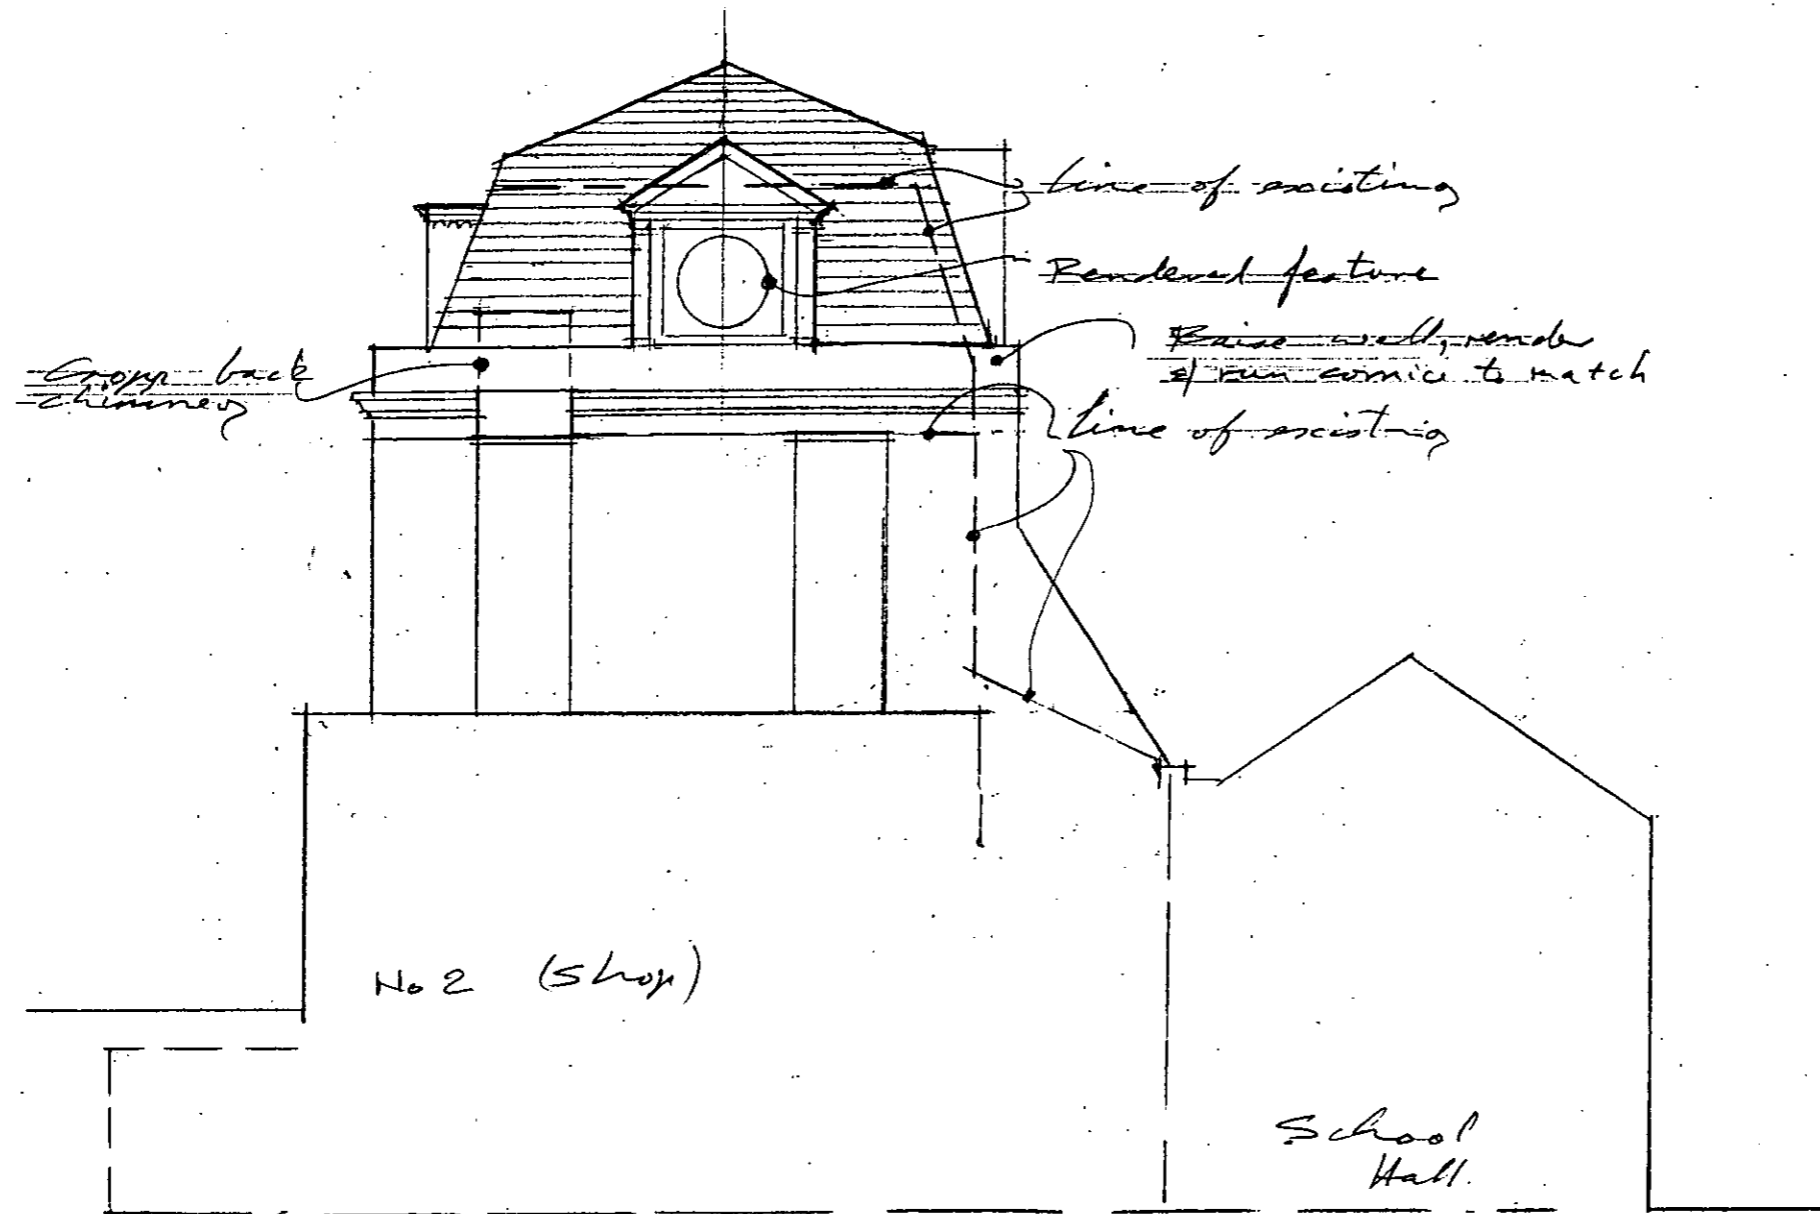 line of existing
Rendered feature
Raise wall, render
& run cornice to match
Cropp back
chimney
line of existing
No 2 (Shop)
School
Hall.